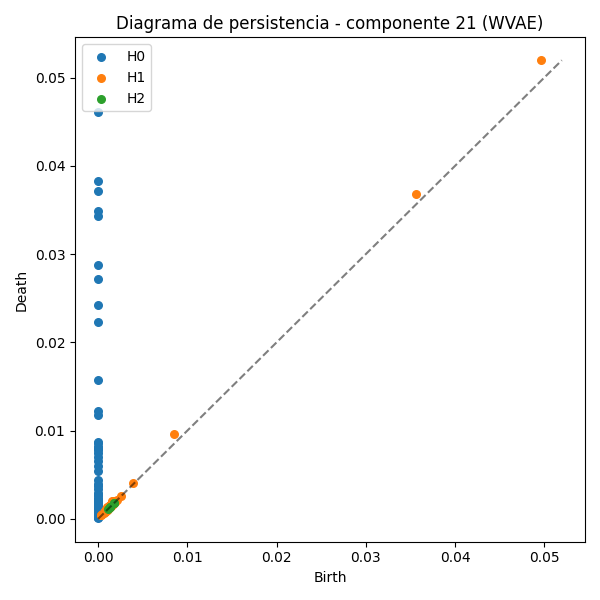 Diagrama de persistencia - componente 21 (WVAE)
H0
H1
H2
0.05
0.04
0.03
0.02
0.01
0.00
Death
0.00 0.01 0.02 0.03 0.04 0.05
Birth